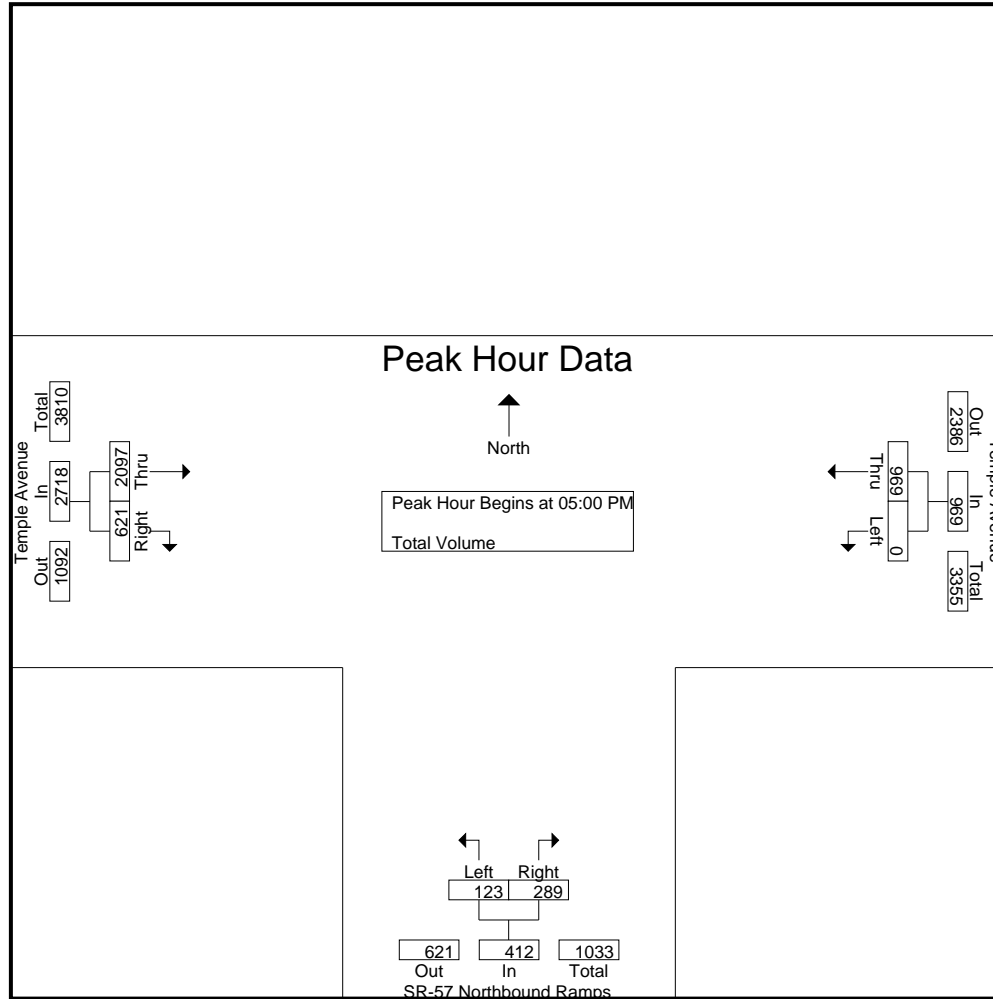 Peak Hour Data
North
Peak Hour Begins at 05:00 PM
Total Volume
Temple Avenue
Total
3810
In
2718
Out
1092
2097
Thru
621
Right
Out
2386
In
969
Total
3355
969
Thru
0
Left
Left Right
123 289
621 412 1033
Out In Total
SR-57 Northbound Ramps